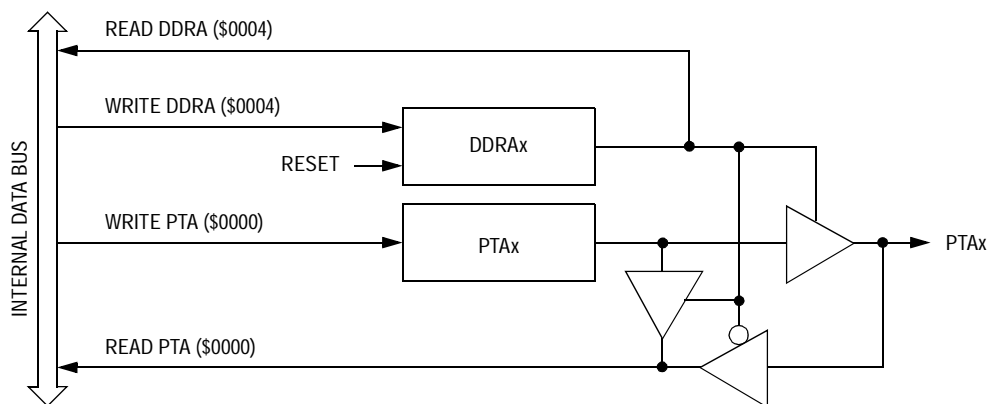 READ DDRA ($0004)
WRITE DDRA ($0004)
DDRAx
RESET
WRITE PTA ($0000)
PTAx
PTAx
READ PTA ($0000)
INTERNAL DATA BUS